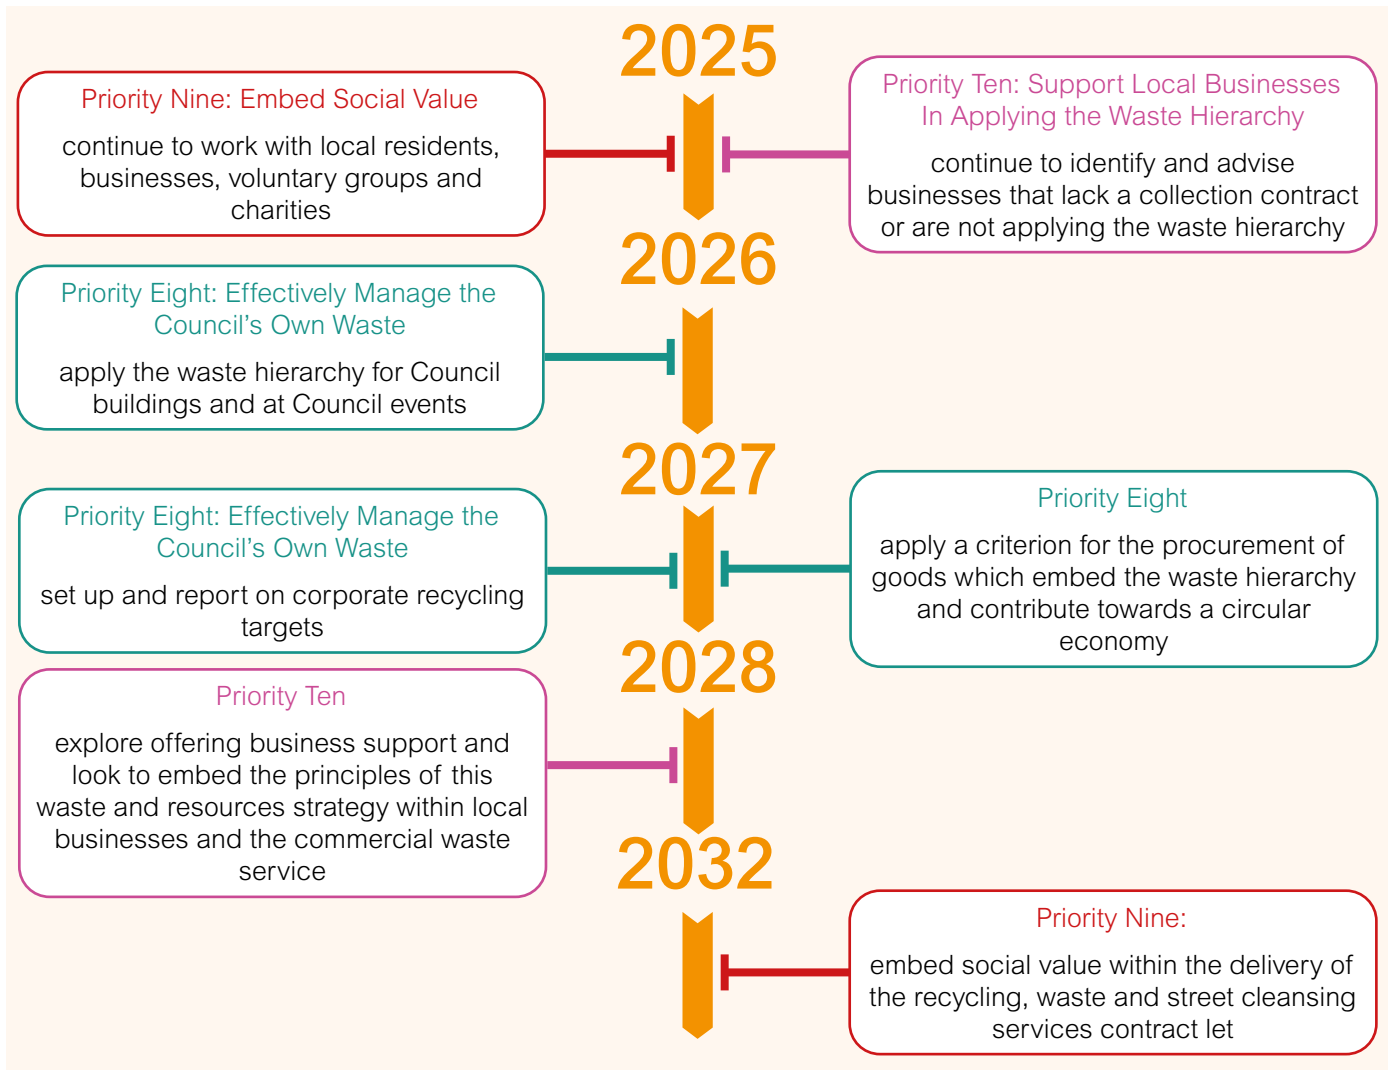 2025
Priority Nine: Embed Social Value
continue to work with local residents,
businesses, voluntary groups and
charities
Priority Ten: Support Local Businesses
In Applying the Waste Hierarchy
continue to identify and advise
businesses that lack a collection contract
or are not applying the waste hierarchy
2026
Priority Eight: Effectively Manage the
Council’s Own Waste
apply the waste hierarchy for Council
buildings and at Council events
2027
Priority Eight: Effectively Manage the
Council’s Own Waste
set up and report on corporate recycling
targets
Priority Eight
apply a criterion for the procurement of
goods which embed the waste hierarchy
and contribute towards a circular
economy
2028
Priority Ten
explore offering business support and
look to embed the principles of this
waste and resources strategy within local
businesses and the commercial waste
service
2032
Priority Nine:
embed social value within the delivery of
the recycling, waste and street cleansing
services contract let